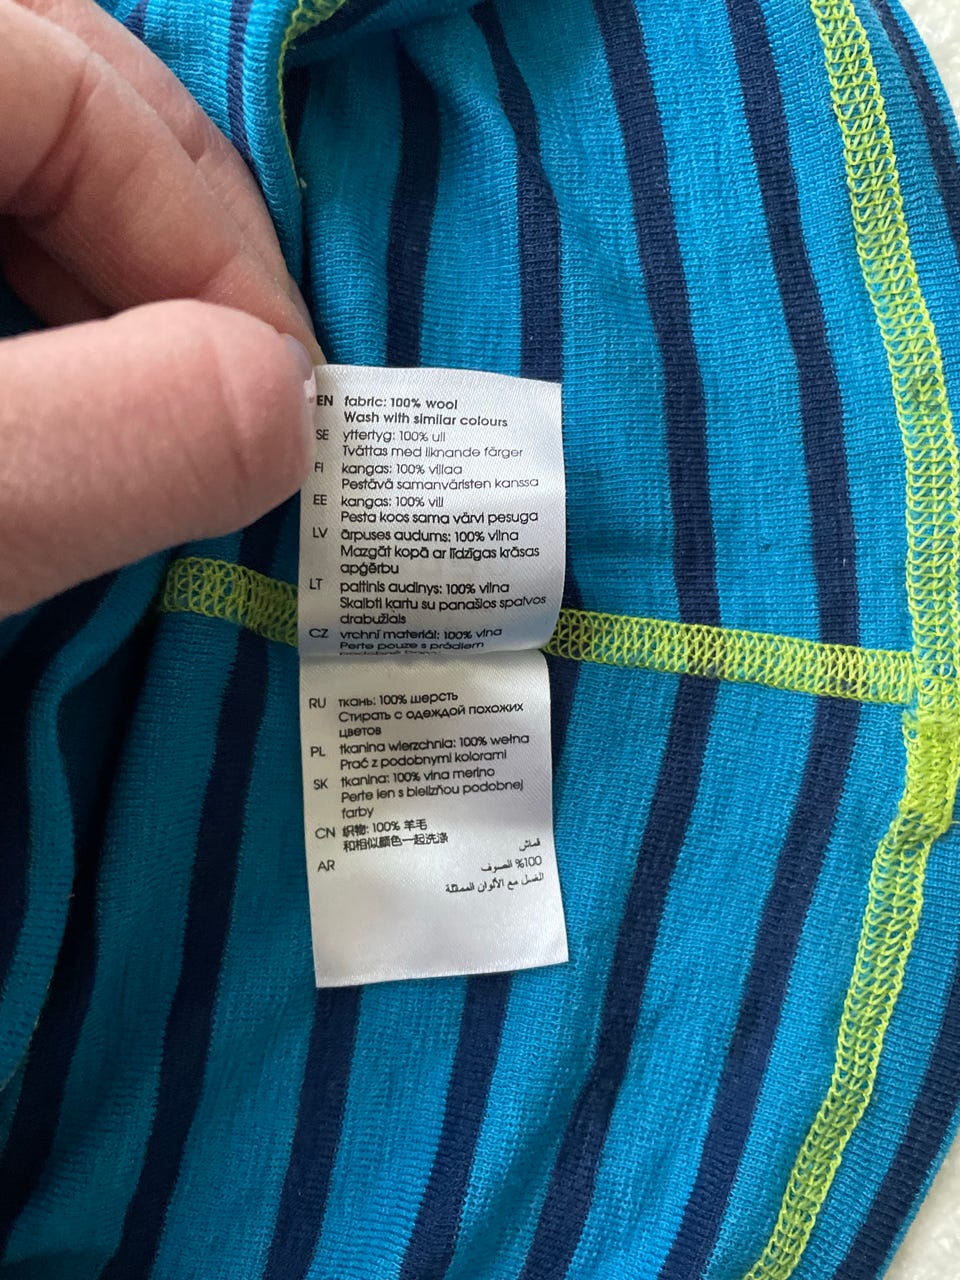 EN fabric: 100% wool
Wash with similar colours
SE yttertyg: 100% ull
Tvättas med liknande färger
FI kangas: 100% villaa
Pestävä samanväristen kanssa
EE kangas: 100% vill
Pesta koos sama värvi pesuga
LV ārpuses audums: 100% vilna
Mazgāt kopā ar līdzīgas krāsas
apģērbu
LT paltinis audinys: 100% vilna
Skalbti kartu su panašios spalvos
drabužiais
CZ vrchní materiál: 100% vlna
Perte pouze s prádlem
podobné barvy
RU ткань: 100% шерсть
Стирать с одеждой похожих
цветов
PL tkanina wierzchnia: 100% wełna
Prać z podobnymi kolorami
SK tkanina: 100% vlna merino
Perte len s bielizňou podobnej
farby
CN 织物: 100% 羊毛
和相似颜色一起洗涤
AR قماش
100% الصوف
الغسل مع الألوان المماثلة